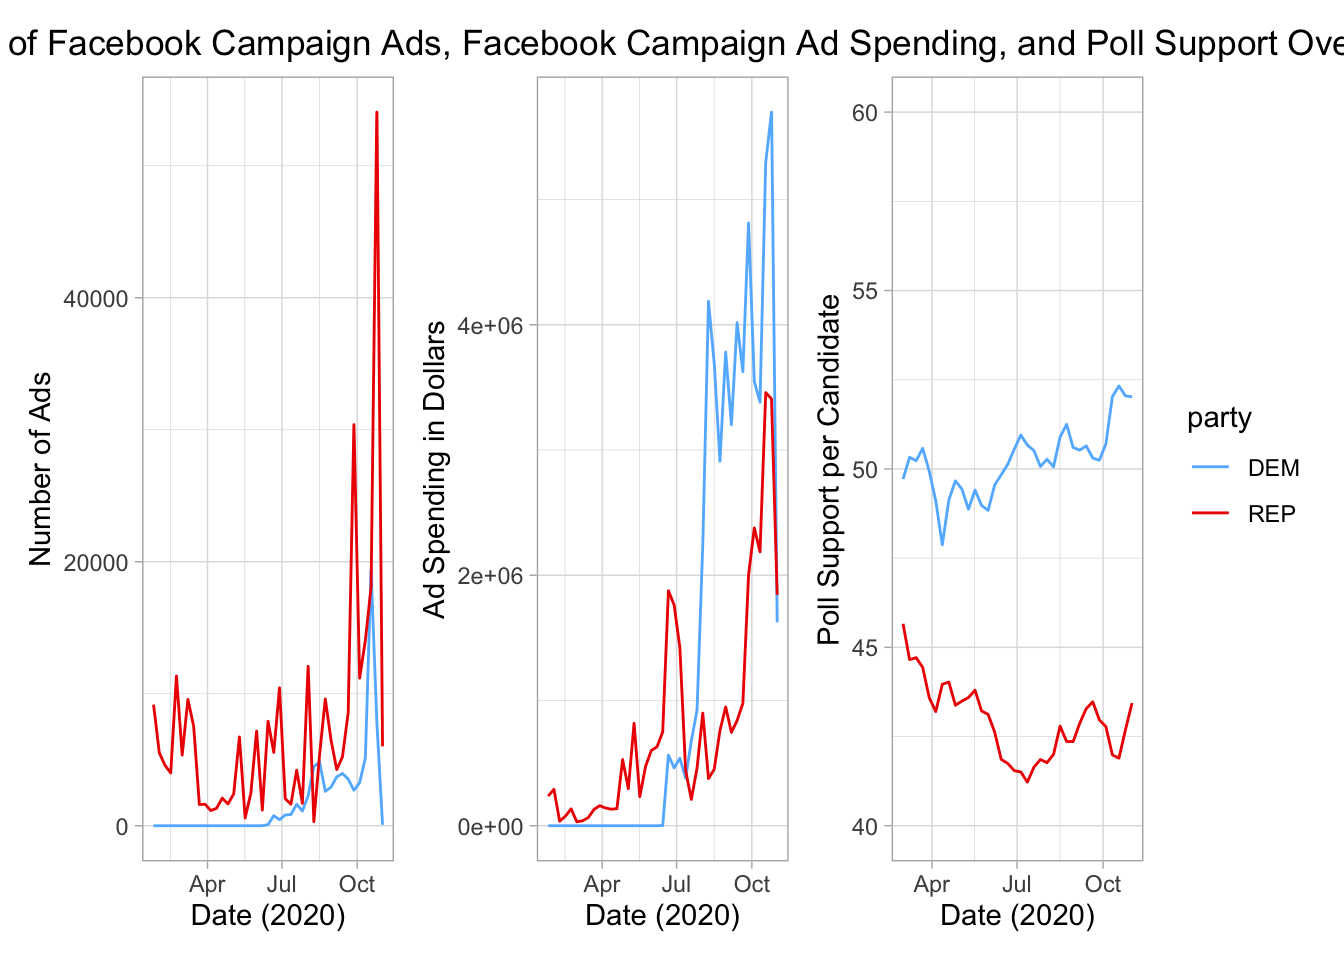 of Facebook Campaign Ads, Facebook Campaign Ad Spending, and Poll Support Ove
Number of Ads
40000
20000
0
Apr Jul Oct
Date (2020)
Ad Spending in Dollars
4e+06
2e+06
0e+00
Apr Jul Oct
Date (2020)
Poll Support per Candidate
60
55
50
45
40
Apr Jul Oct
Date (2020)
party
DEM
REP